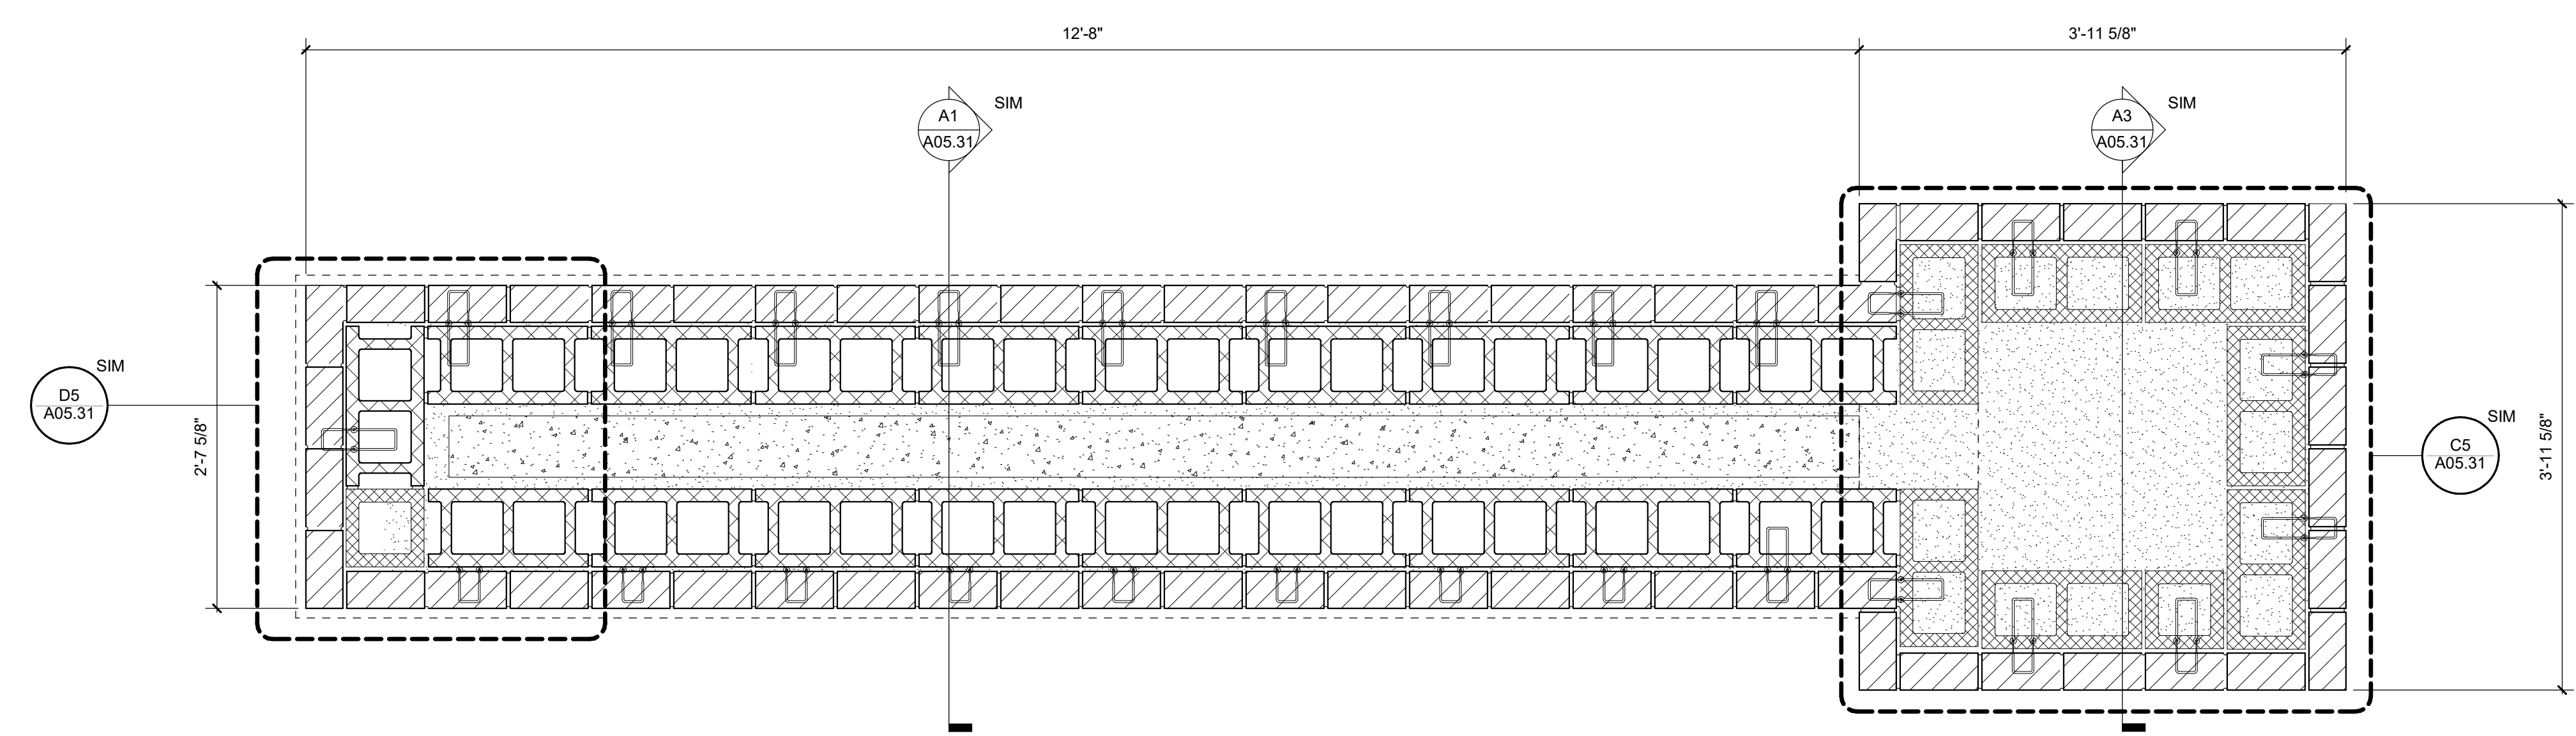 12'-8"
3'-11 5/8"
A1
A05.31
SIM
A3
A05.31
SIM
D5
A05.31
SIM
2'-7 5/8"
C5
A05.31
SIM
3'-11 5/8"